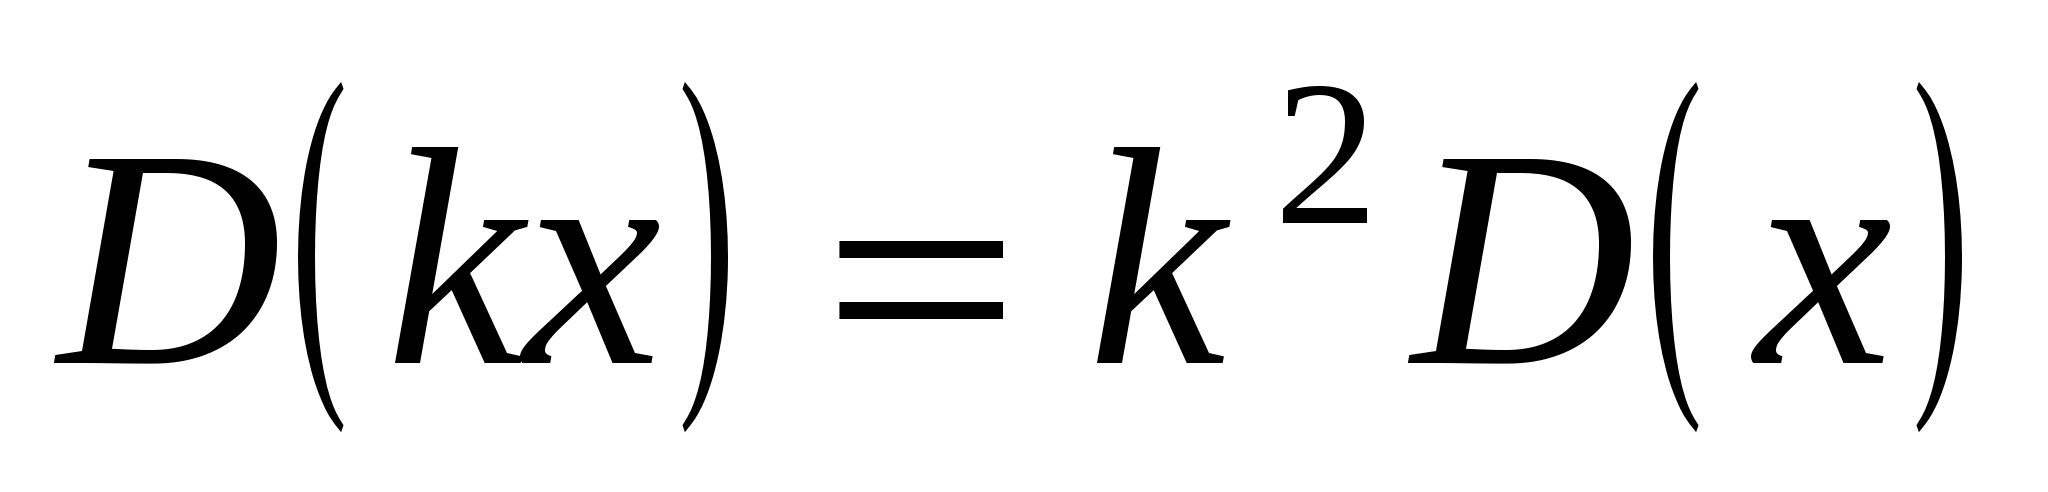 D(kx) = k²D(x)